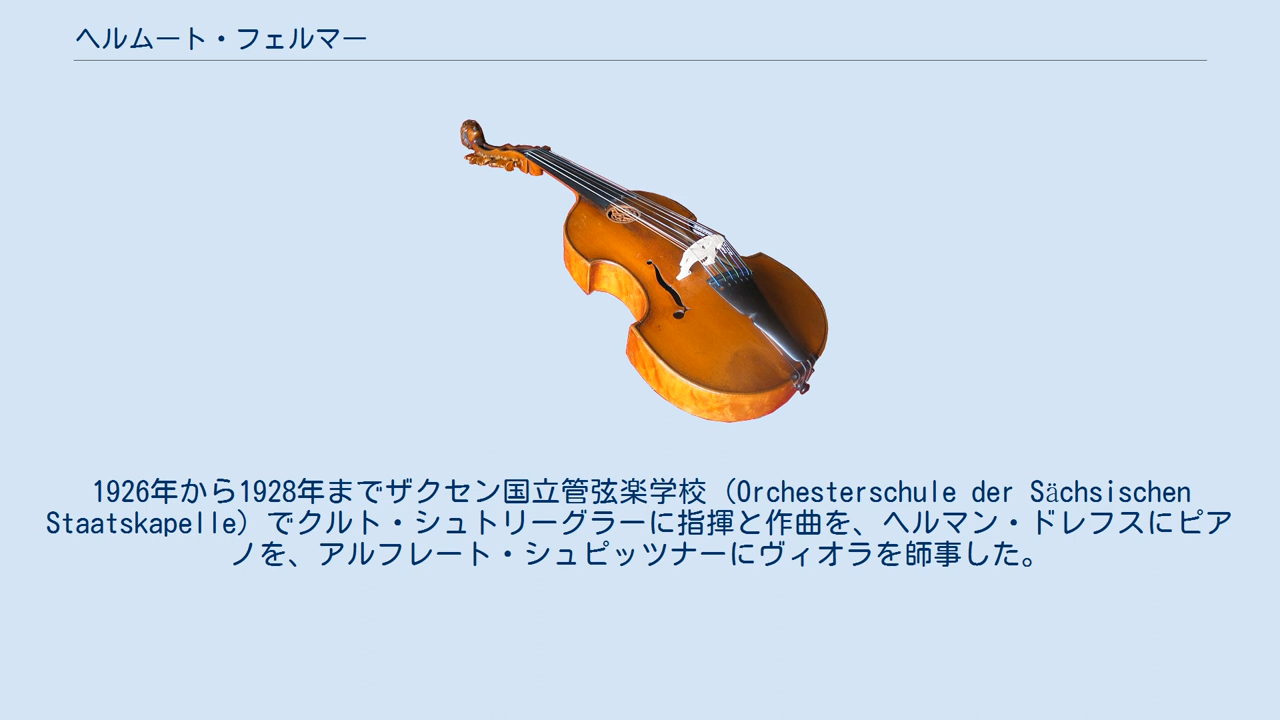 ヘルムート・フェルマー
1926年から1928年までザクセン国立管弦楽学校（Orchesterschule der Sächsischen
Staatskapelle）でクルト・シュトリーグラーに指揮と作曲を、ヘルマン・ドレフスにピア
ノを、アルフレート・シュピッツナーにヴィオラを師事した。